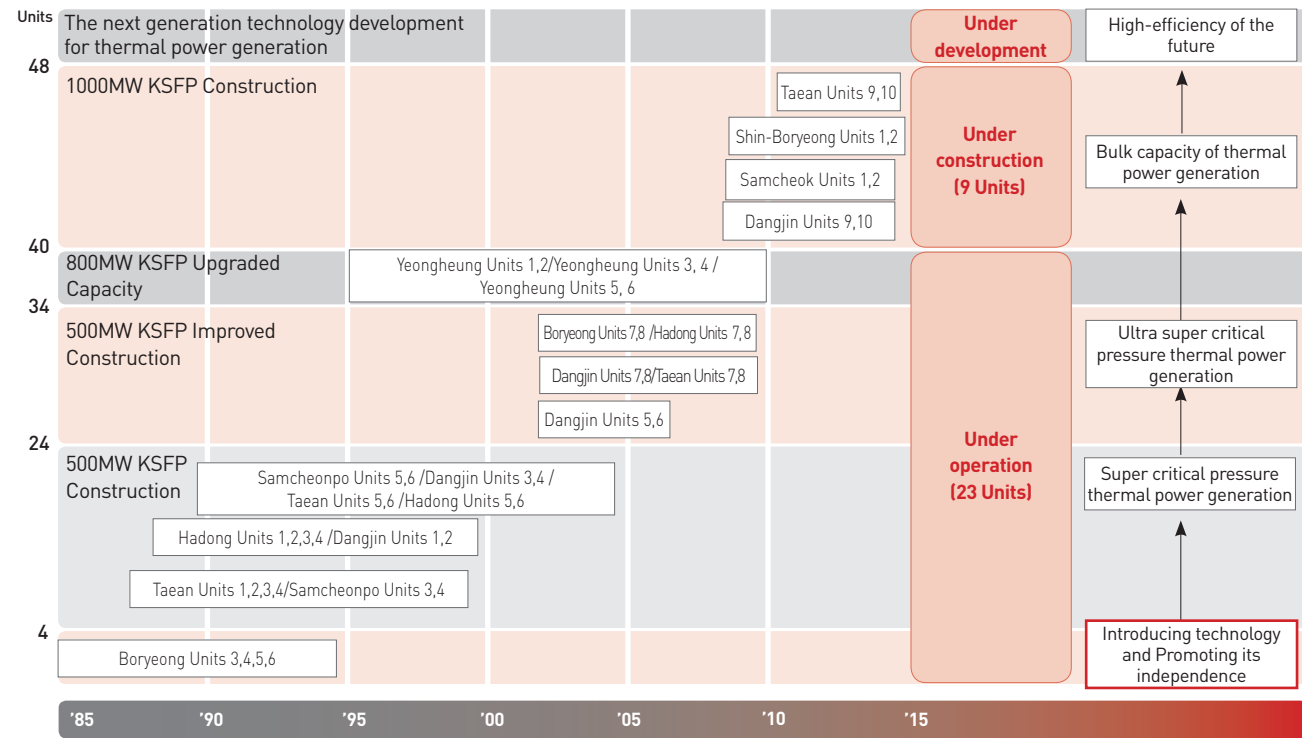 Units
The next generation technology development
for thermal power generation
Under
development
High-efficiency of the
future
48
1000MW KSFP Construction
Taean Units 9,10
Shin-Boryeong Units 1,2
Samcheok Units 1,2
Dangjin Units 9,10
Under
construction
(9 Units)
Bulk capacity of thermal
power generation
40
800MW KSFP Upgraded
Capacity
Yeongheung Units 1,2/Yeongheung Units 3, 4 /
Yeongheung Units 5, 6
34
500MW KSFP Improved
Construction
Boryeong Units 7,8 /Hadong Units 7, 8
Dangjin Units 7,8/Taean Units 7,8
Dangjin Units 5,6
Ultra super critical
pressure thermal power
generation
24
500MW KSFP
Construction
Samcheonpo Units 5,6 /Dangjin Units 3,4 /
Taean Units 5,6 /Hadong Units 5,6
Hadong Units 1,2,3,4 /Dangjin Units 1,2
Taean Units 1,2,3,4/Samcheonpo Units 3,4
Under
operation
(23 Units)
Super critical pressure
thermal power generation
4
Boryeong Units 3,4,5,6
Introducing technology
and Promoting its
independence
’85 ’90 ’95 ’00 ’05 ’10 ’15